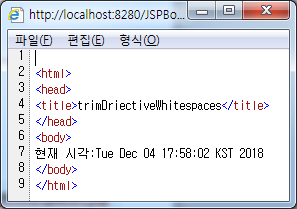 http://localhost:8280/JSPBo...
파일(F) 편집(E) 형식(O)
1
2 <html>
3 <head>
4 <title>trimDriectiveWhitespaces</title>
5 </head>
6 <body>
7 현재 시각:Tue Dec 04 17:58:02 KST 2018
8 </body>
9 </html>